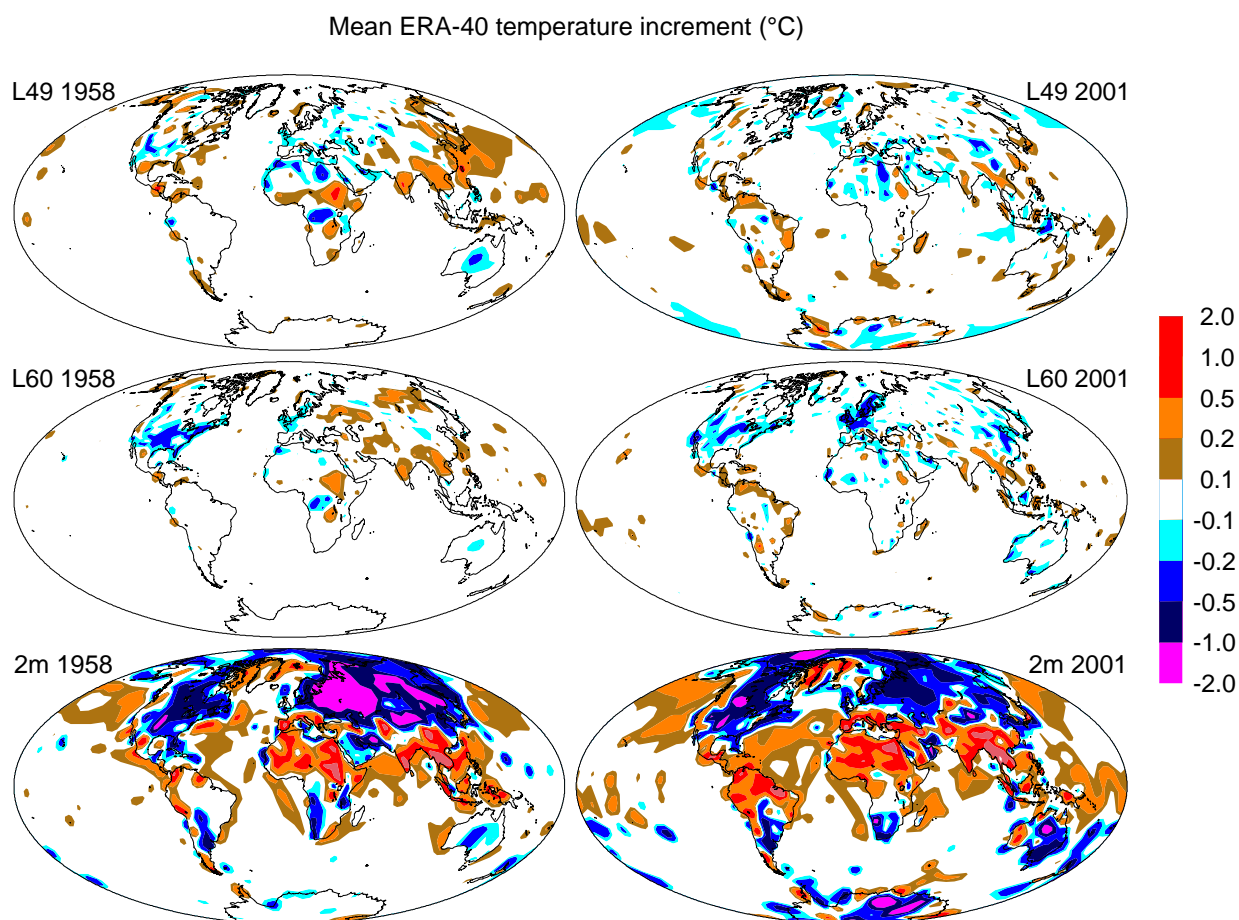 Mean ERA-40 temperature increment (°C)
L49 1958
L49 2001
L60 1958
L60 2001
2m 1958
2m 2001
2.0
1.0
0.5
0.2
0.1
-0.1
-0.2
-0.5
-1.0
-2.0